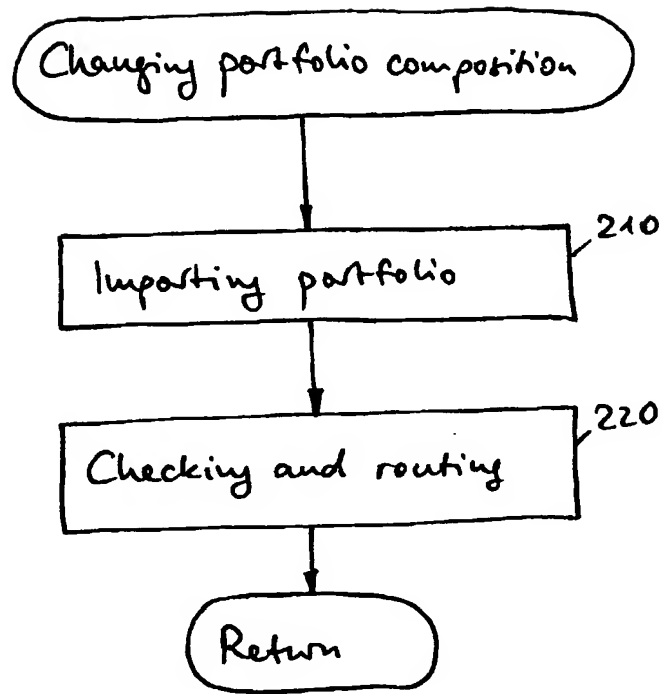 Changing portfolio composition
210
Importing portfolio
220
Checking and routing
Return